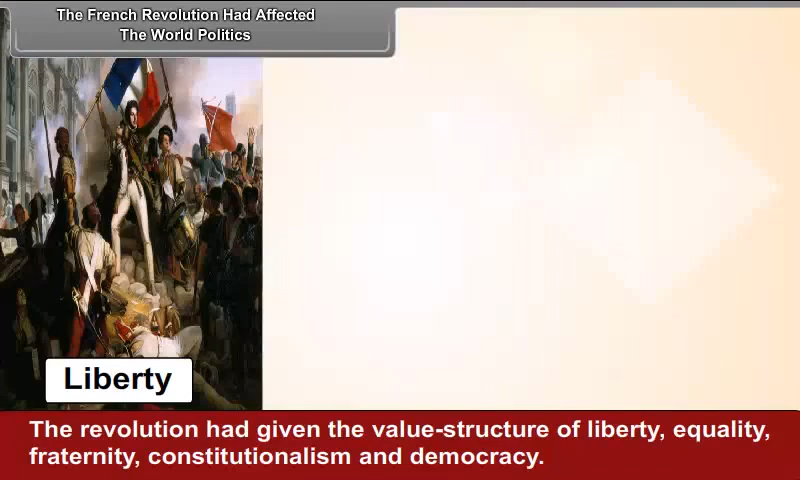 The French Revolution Had Affected
The World Politics
Liberty
The revolution had given the value-structure of liberty, equality,
fraternity, constitutionalism and democracy.